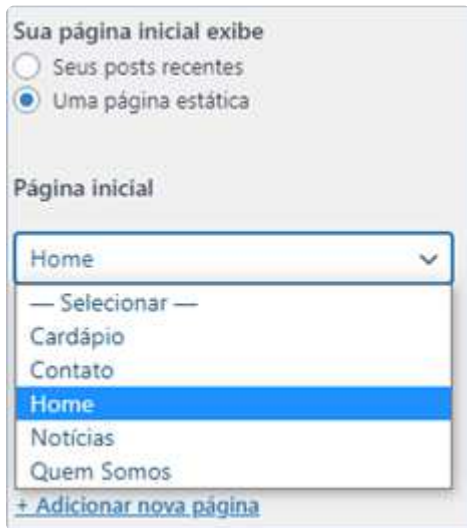 Sua página inicial exibe
Seus posts recentes
Uma página estática
Página inicial
Home
— Selecionar —
Cardápio
Contato
Home
Notícias
Quem Somos
+ Adicionar nova página